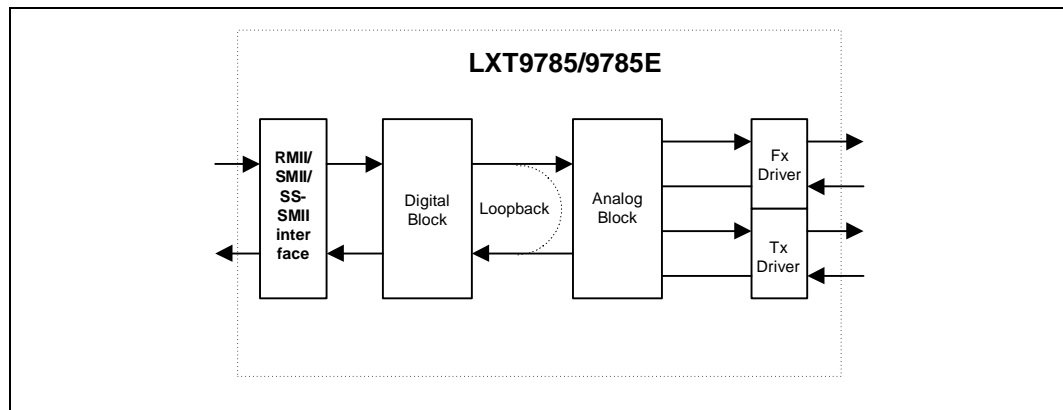 LXT9785/9785E
RMII/
SMII/
SS-
SMII
inter
face
Digital
Block
Loopback
Analog
Block
Fx
Driver
Tx
Driver